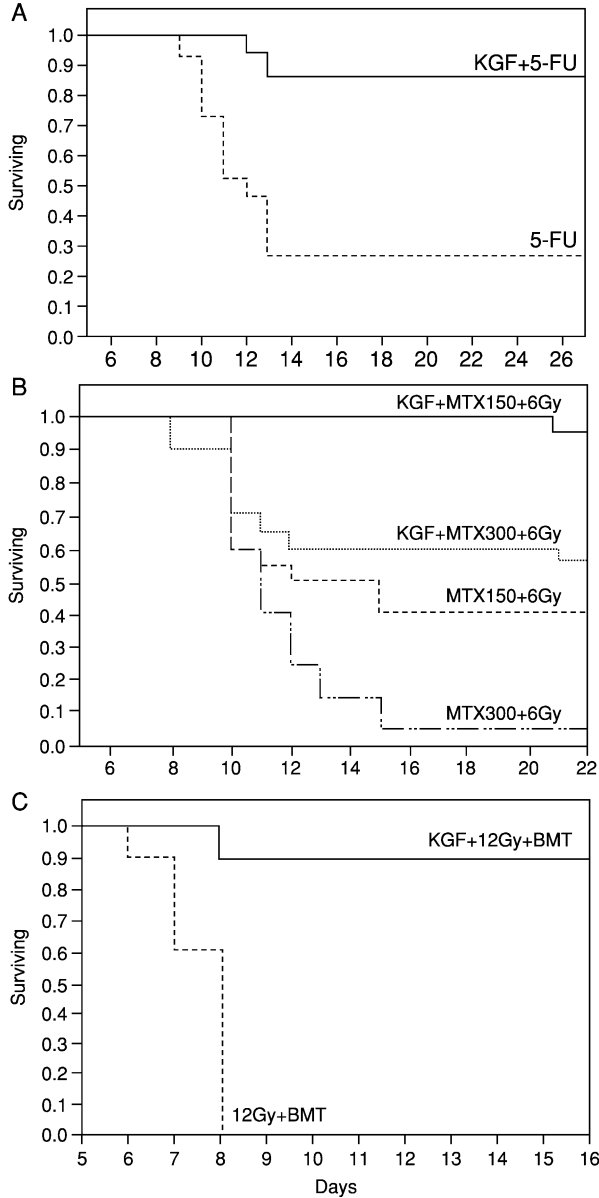 A
1.0
0.9
0.8
0.7
0.6
0.5
0.4
0.3
0.2
0.1
0.0
Surviving
KGF+5-FU
5-FU
6 8 10 12 14 16 18 20 22 24 26
B
1.0
0.9
0.8
0.7
0.6
0.5
0.4
0.3
0.2
0.1
0.0
Surviving
KGF+MTX150+6Gy
KGF+MTX300+6Gy
MTX150+6Gy
MTX300+6Gy
6 8 10 12 14 16 18 20 22
C
1.0
0.9
0.8
0.7
0.6
0.5
0.4
0.3
0.2
0.1
0.0
Surviving
KGF+12Gy+BMT
12Gy+BMT
5 6 7 8 9 10 11 12 13 14 15 16
Days